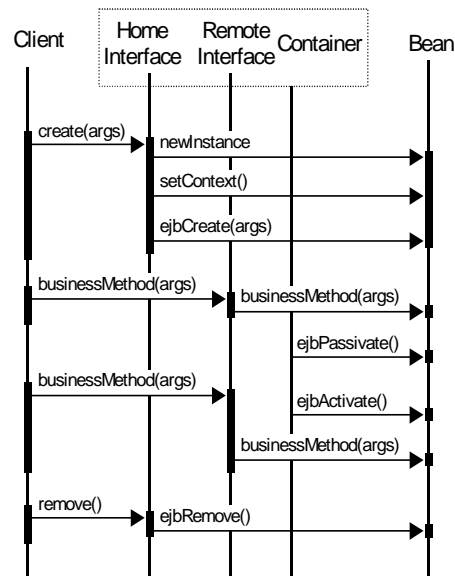 Client
Home
Interface
Remote
Interface
Container
Bean
create(args)
newInstance
setContext()
ejbCreate(args)
businessMethod(args)
businessMethod(args)
ejbPassivate()
businessMethod(args)
ejbActivate()
businessMethod(args)
remove()
ejbRemove()